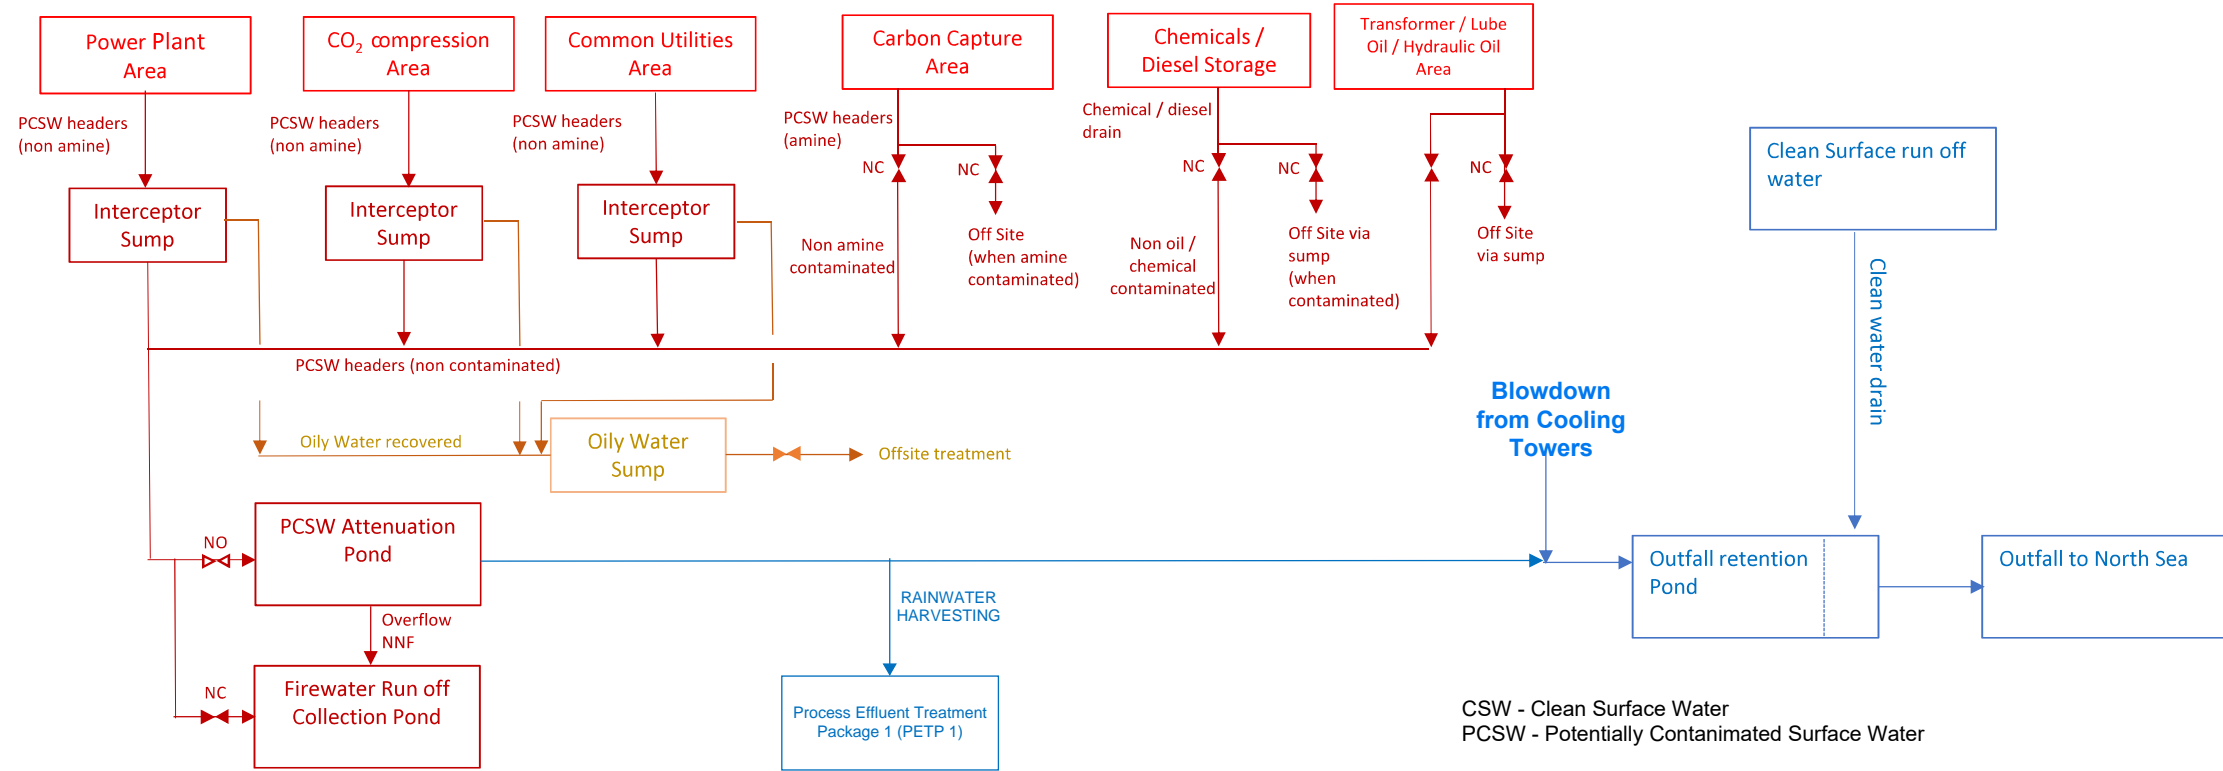 Power Plant
Area
CO₂ compression
Area
Common Utilities
Area
Carbon Capture
Area
Chemicals /
Diesel Storage
Transformer / Lube
Oil / Hydraulic Oil
Area
PCSW headers
(non amine)
PCSW headers
(non amine)
PCSW headers
(non amine)
PCSW headers
(amine)
Chemical / diesel
drain
NC
NC
NC
NC
NC
Clean Surface run off
water
Interceptor
Sump
Interceptor
Sump
Interceptor
Sump
Non amine
contaminated
Off Site
(when amine
contaminated)
Non oil /
chemical
contaminated
Off Site via
sump
(when
contaminated)
Off Site
via sump
Clean water drain
PCSW headers (non contaminated)
Blowdown
from Cooling
Towers
Oily Water recovered
Oily Water
Sump
Offsite treatment
NO
PCSW Attenuation
Pond
Outfall retention
Pond
Outfall to North Sea
RAINWATER
HARVESTING
Overflow
NNF
NC
Firewater Run off
Collection Pond
Process Effluent Treatment
Package 1 (PETP 1)
CSW - Clean Surface Water
PCSW - Potentially Contanimated Surface Water